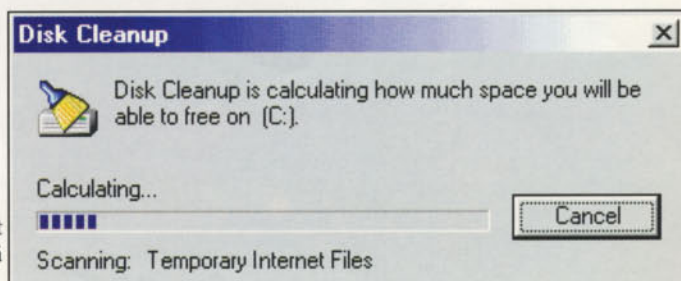 Disk Cleanup
Disk Cleanup is calculating how much space you will be
able to free on (C:).
Calculating...
Cancel
Scanning: Temporary Internet Files